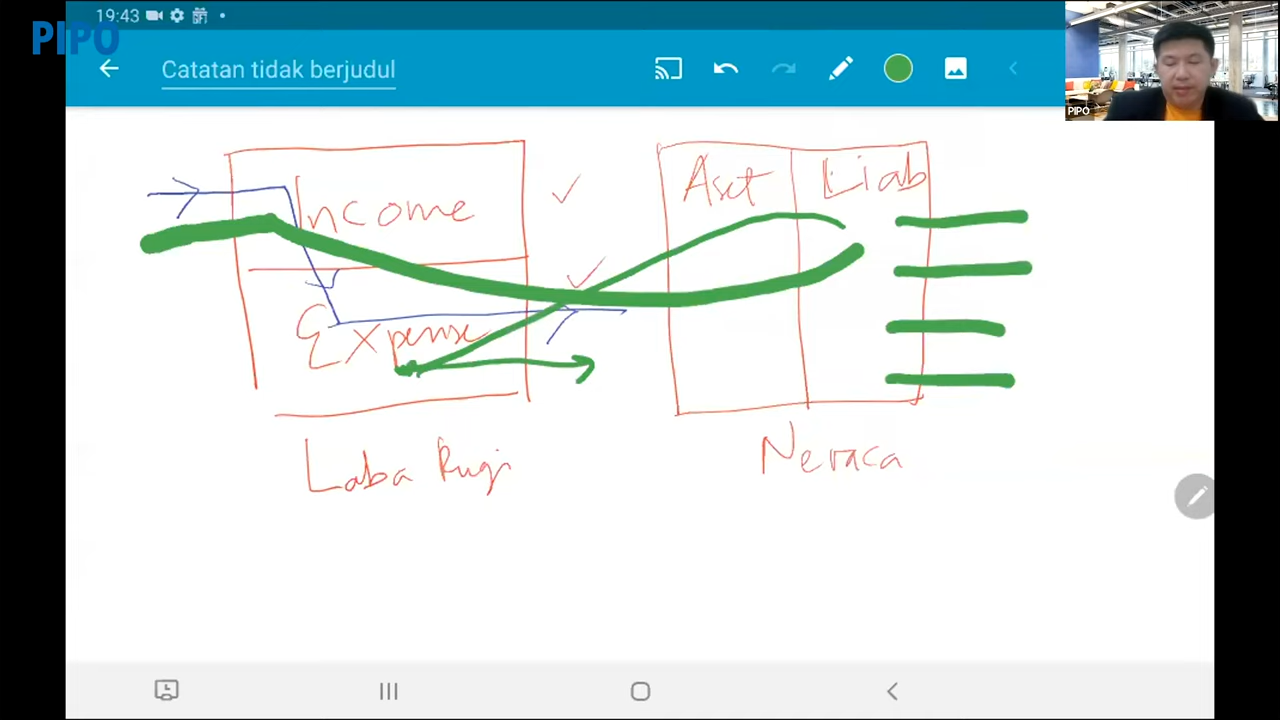 19:43
PIPO
Catatan tidak berjudul
PIPO
Income
Expense
Laba Rugi
Aset
Liab
Neraca